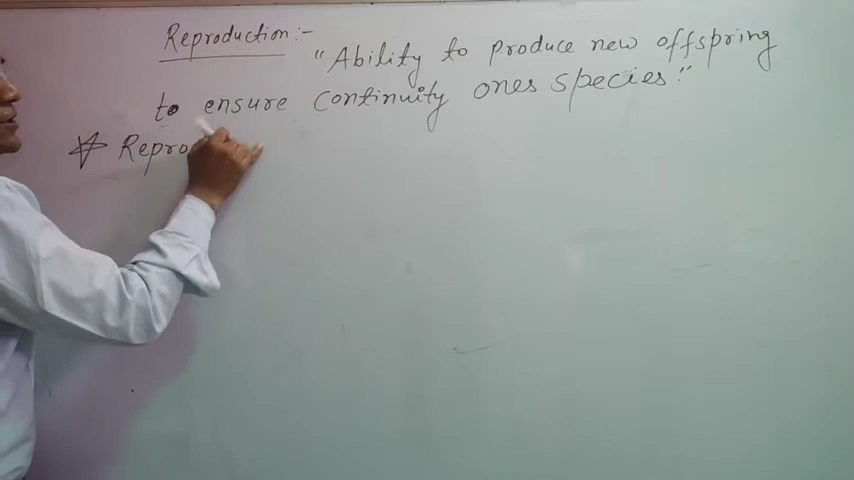 Reproduction :-
"Ability to produce new offspring
to ensure continuity ones species."
Repro